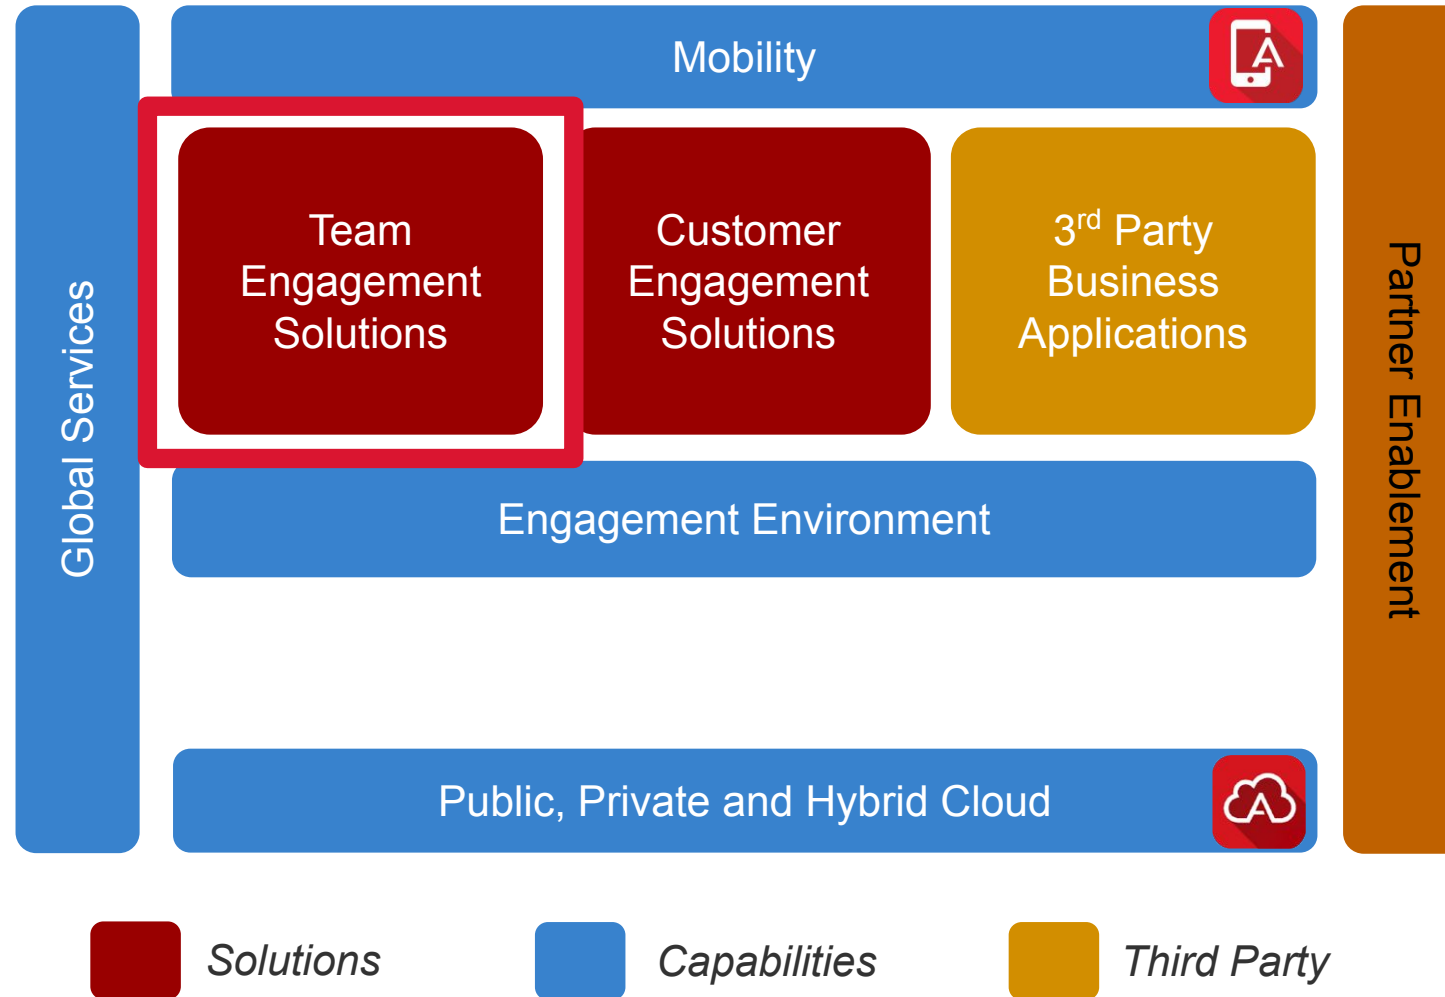 Mobility
Global Services
Team
Engagement
Solutions
Customer
Engagement
Solutions
3rd Party
Business
Applications
Partner Enablement
Engagement Environment
Public, Private and Hybrid Cloud
Solutions
Capabilities
Third Party